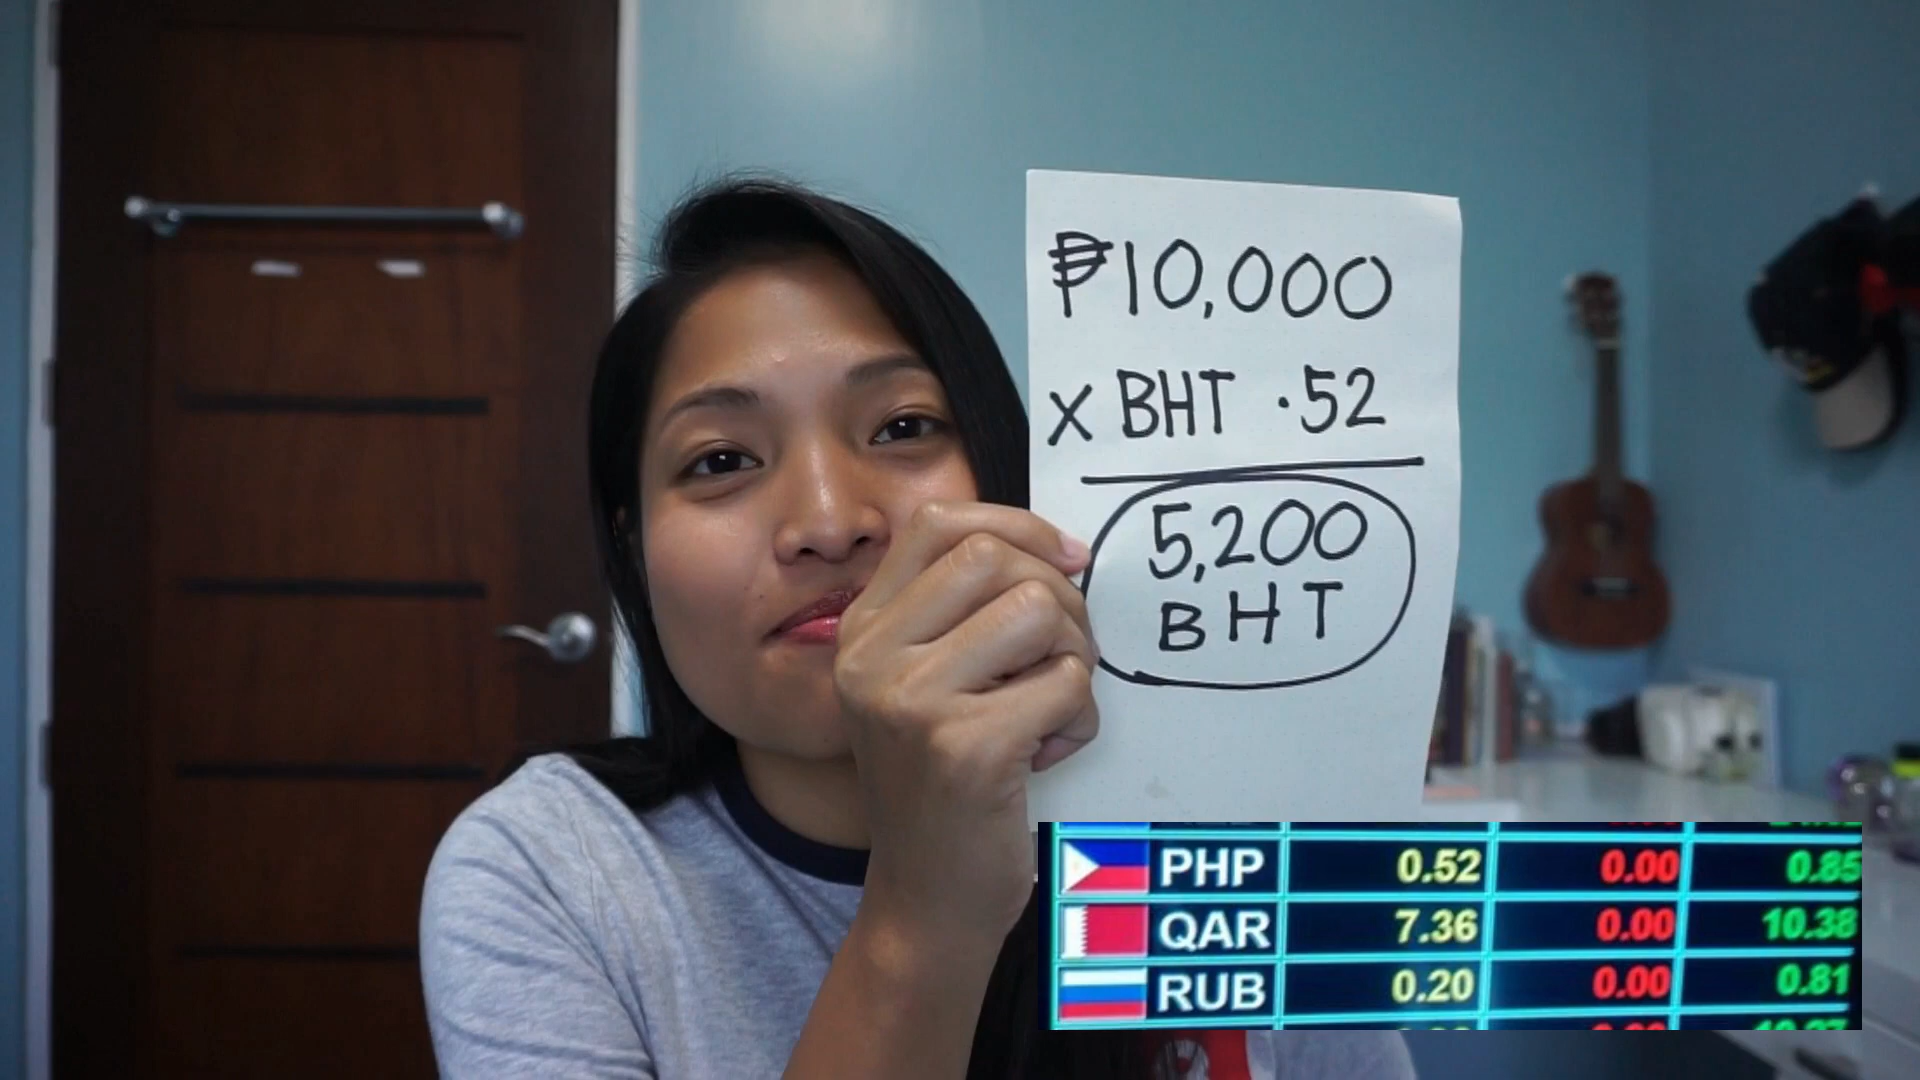 ₱10,000
X BHT .52
5,200
BHT
PHP 0.52 0.00 0.85
QAR 7.36 0.00 10.38
RUB 0.20 0.00 0.81